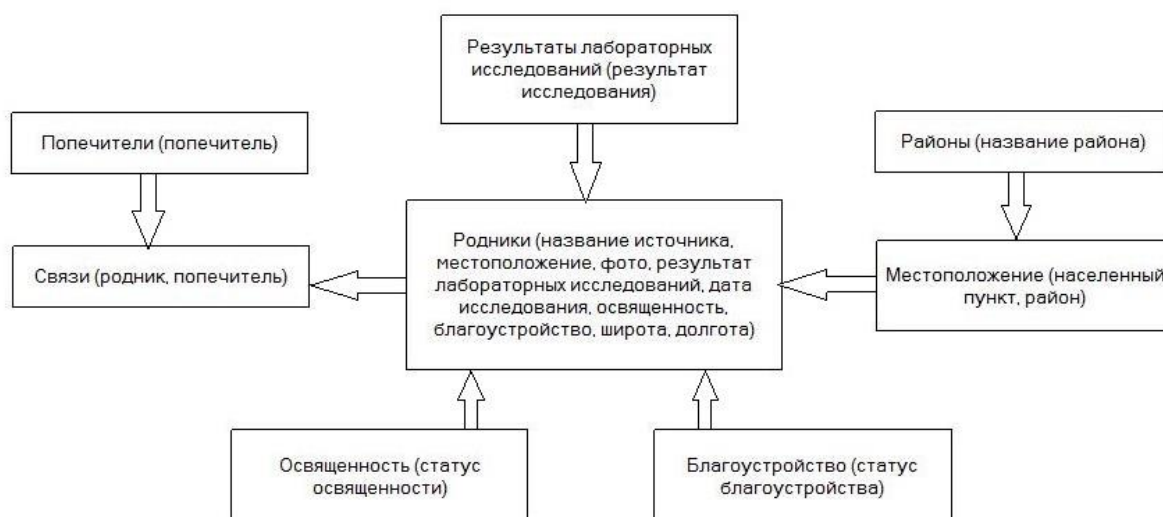 Результаты лабораторных
исследований (результат
исследования)
Попечители (попечитель)
Районы (название района)
Связи (родник, попечитель)
Родники (название источника,
местоположение, фото, результат
лабораторных исследований, дата
исследования, освященность,
благоустройство, широта, долгота)
Местоположение (населенный
пункт, район)
Освященность (статус
освященности)
Благоустройство (статус
благоустройства)